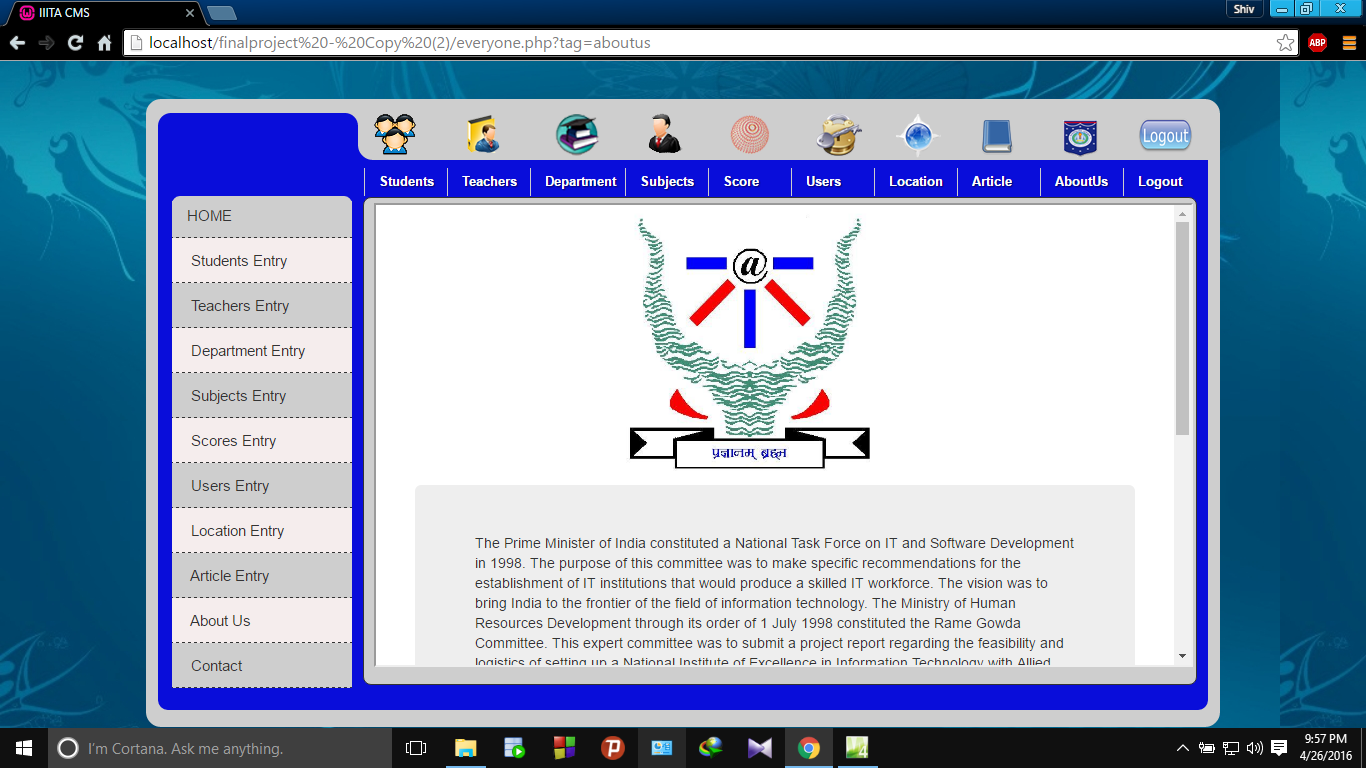 IIITA CMS
Shiv
localhost/finalproject%20-%20Copy%20(2)/everyone.php?tag=aboutus
ABP
Logout
Students Teachers Department Subjects Score Users Location Article AboutUs Logout
HOME
Students Entry
Teachers Entry
Department Entry
Subjects Entry
Scores Entry
Users Entry
Location Entry
Article Entry
About Us
Contact
@
प्रज्ञानम् ब्रह्म
The Prime Minister of India constituted a National Task Force on IT and Software Development
in 1998. The purpose of this committee was to make specific recommendations for the
establishment of IT institutions that would produce a skilled IT workforce. The vision was to
bring India to the frontier of the field of information technology. The Ministry of Human
Resources Development through its order of 1 July 1998 constituted the Rame Gowda
Committee. This expert committee was to submit a project report regarding the feasibility and
logistics of setting up a National Institute of Excellence in Information Technology with Allied
I'm Cortana. Ask me anything.
9:57 PM
4/26/2016